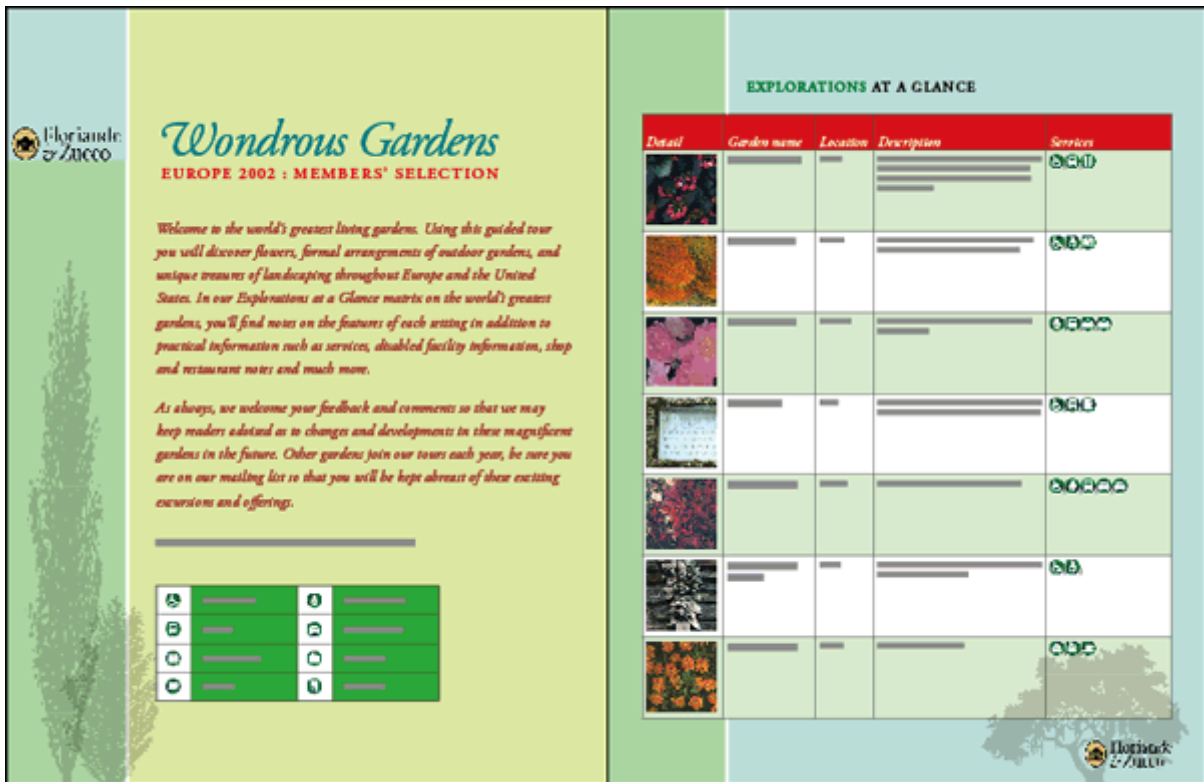 Floriande
& Zucco
Wondrous Gardens
EUROPE 2002 : MEMBERS' SELECTION
Welcome to the world's greatest living gardens. Using this guided tour
you will discover flowers, formal arrangements of outdoor gardens, and
unique treaures of landscaping throughout Europe and the United
States. In our Explorations at a Glance matrix on the world's greatest
gardens, you'll find notes on the features of each setting in addition to
practical information such as services, disabled facility information, shop
and restaurant notes and much more.
As always, we welcome your feedback and comments so that we may
keep readers advised as to changes and developments in these magnificent
gardens in the future. Other gardens join our tours each year, be sure you
are on our mailing list so that you will be kept abreast of these exciting
excursions and offerings.
EXPLORATIONS AT A GLANCE
Detail Garden name Location Description Services
Floriande
& Zucco